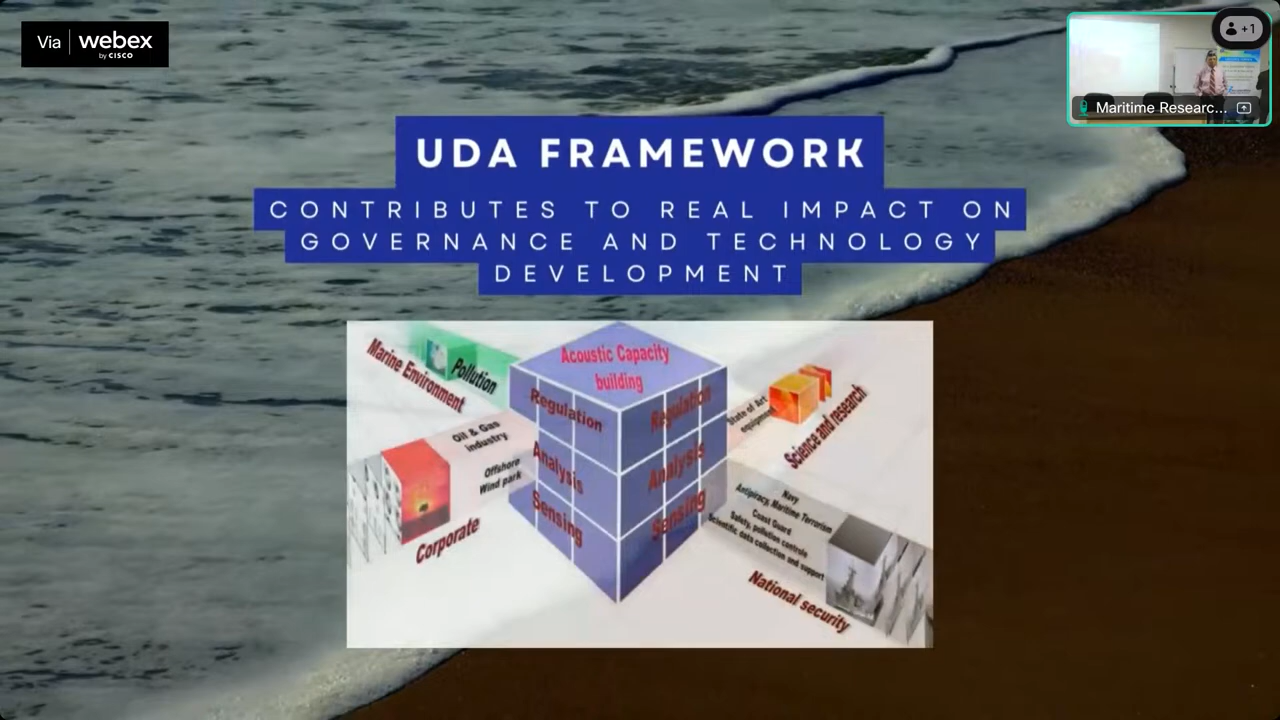 Via webex
by CISCO
+1
Maritime Researc...
UDA FRAMEWORK
CONTRIBUTES TO REAL IMPACT ON
GOVERNANCE AND TECHNOLOGY
DEVELOPMENT
Acoustic Capacity
building
Marine Environment
Pollution
Regulation
Regulation
Analysis
Analysis
Sensing
Sensing
Oil & Gas
industry
Offshore
Wind park
Corporate
State of Art
equipment
Science and research
Navy
Antipiracy, Maritime Terrorism
Coast Guard
Safety, pollution controls
Scientific data collection and support
National security